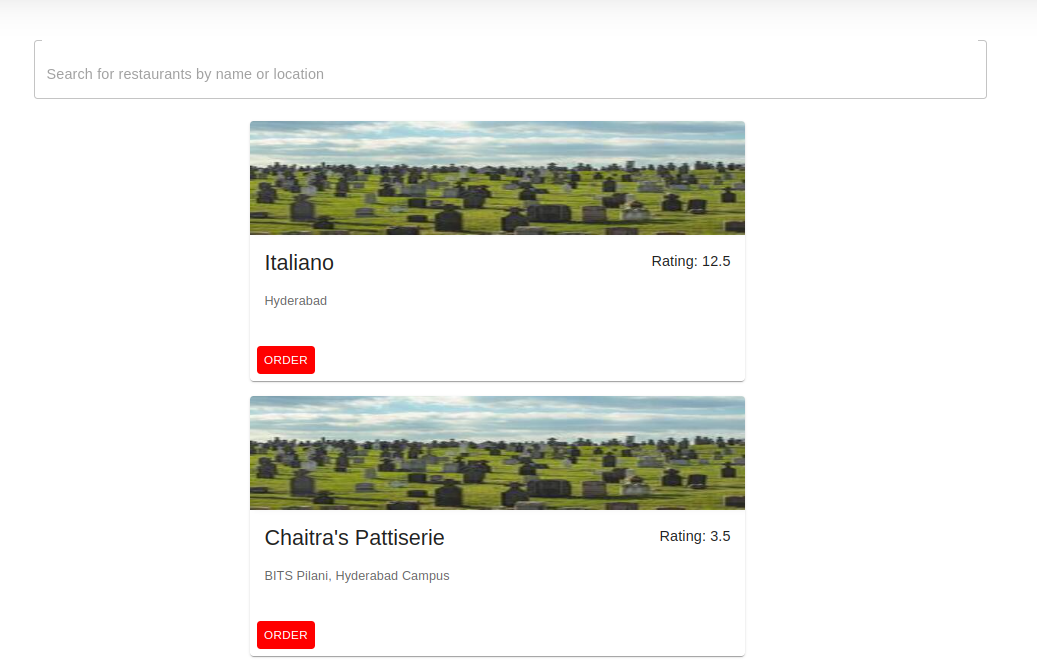 Search for restaurants by name or location
Italiano
Rating: 12.5
Hyderabad
ORDER
Chaitra's Pattiserie
Rating: 3.5
BITS Pilani, Hyderabad Campus
ORDER